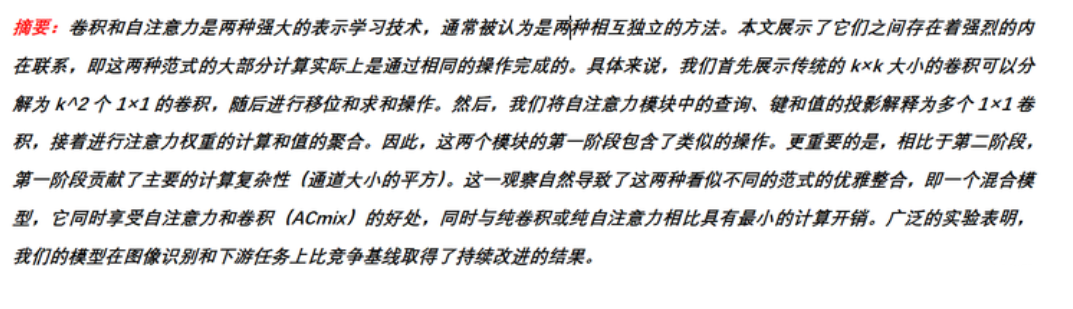 摘要：卷积和自注意力是两种强大的表示学习技术，通常被认为是两种相互独立的方法。本文展示了它们之间存在着强烈的内
在联系，即这两种范式的大部分计算实际上是通过相同的操作完成的。具体来说，我们首先展示传统的 k×k 大小的卷积可以分
解为 k^2 个 1×1 的卷积，随后进行移位和求和操作。然后，我们将自注意力模块中的查询、键和值的投影解释为多个 1×1 卷
积，接着进行注意力权重的计算和值的聚合。因此，这两个模块的第一阶段包含了类似的操作。更重要的是，相比于第二阶段，
第一阶段贡献了主要的计算复杂性（通道大小的平方）。这一观察自然导致了这两种看似不同的范式的优雅整合，即一个混合模
型，它同时享受自注意力和卷积（ACmix）的好处，同时与纯卷积或纯自注意力相比具有最小的计算开销。广泛的实验表明，
我们的模型在图像识别和下游任务上比竞争基线取得了持续改进的结果。